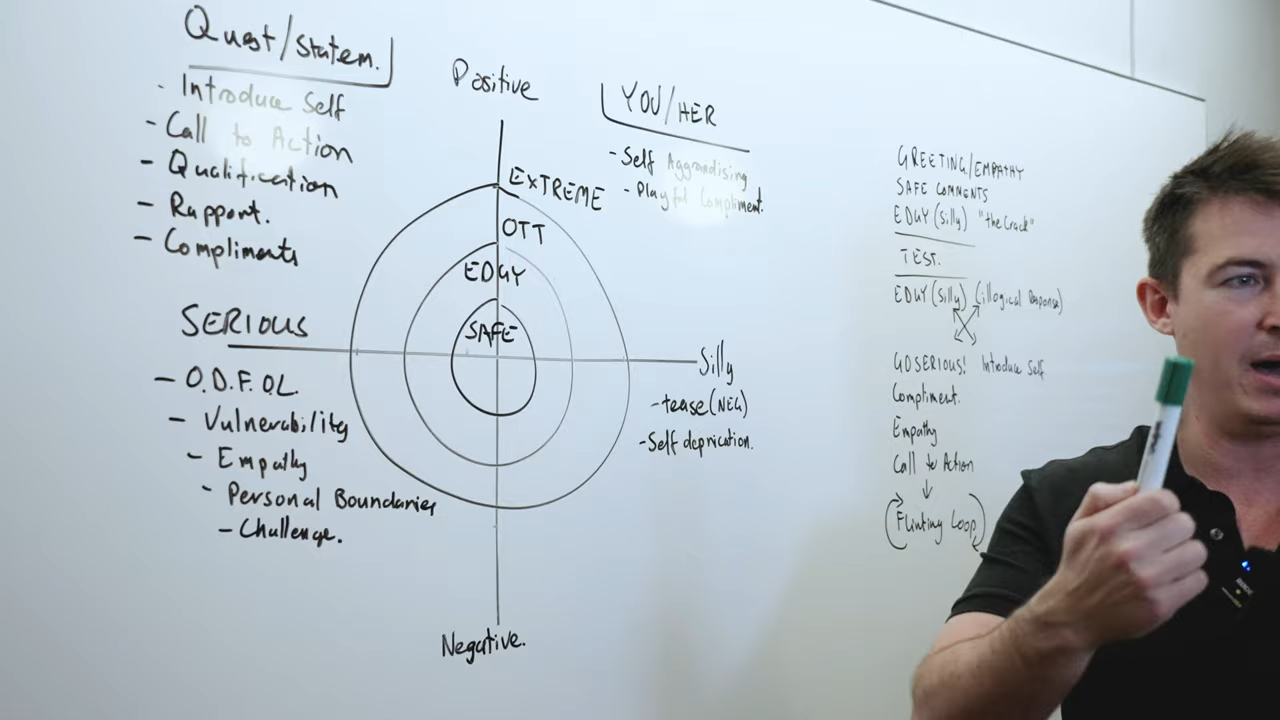 Quest/Statem.
- Introduce Self
- Call to Action
- Qualification
- Rapport.
- Compliments
Positive
YOU/HER
- Self Aggrandising
- Playful Compliment.
EXTREME
OTT
EDGY
SAFE
SERIOUS
- O.D.F.O.L.
- Vulnerability
- Empathy
- Personal Boundaries
- Challenge.
Silly
- tease (NEG)
- Self deprication.
Negative.
GREETING/EMPATHY
SAFE COMMENTS
EDGY (silly) "the Crack"
TEST.
EDGY (silly) (illogical Response)
GO SERIOUS! Introduce Self
Compliment.
Empathy
Call to Action
Flirting Loop